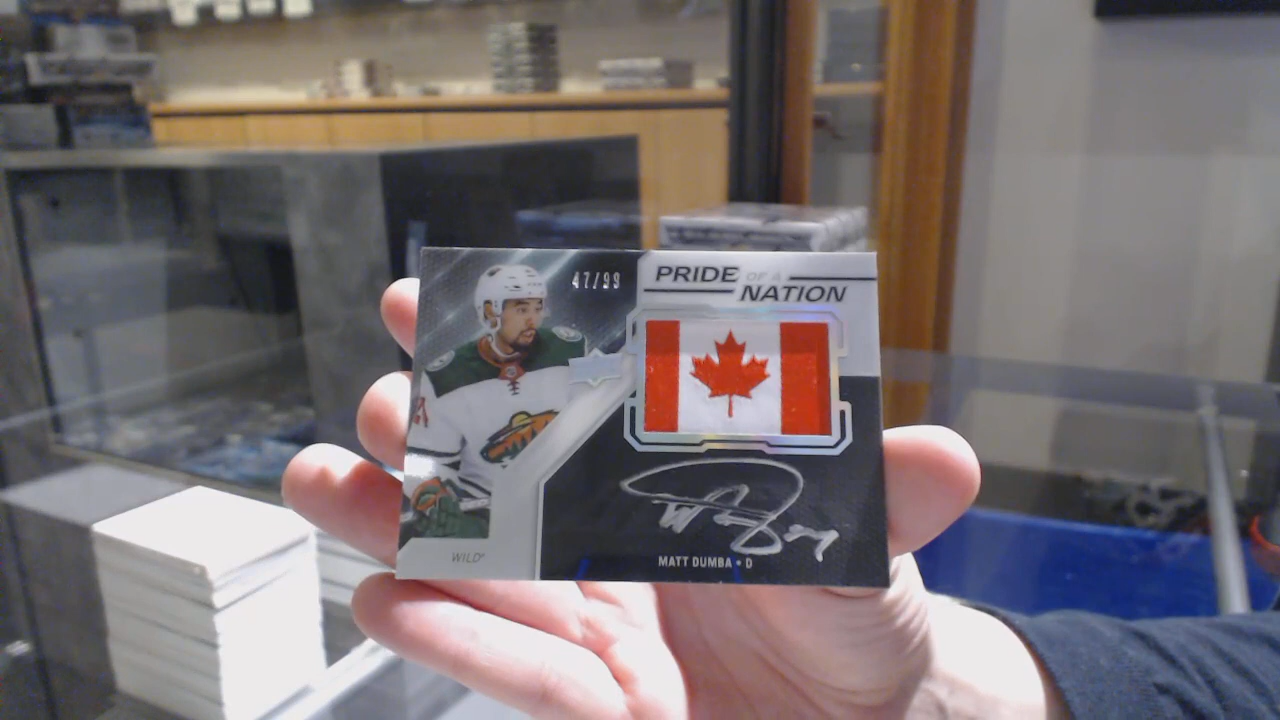 47/99
PRIDE OF A
NATION
WILD
MATT DUMBA • D